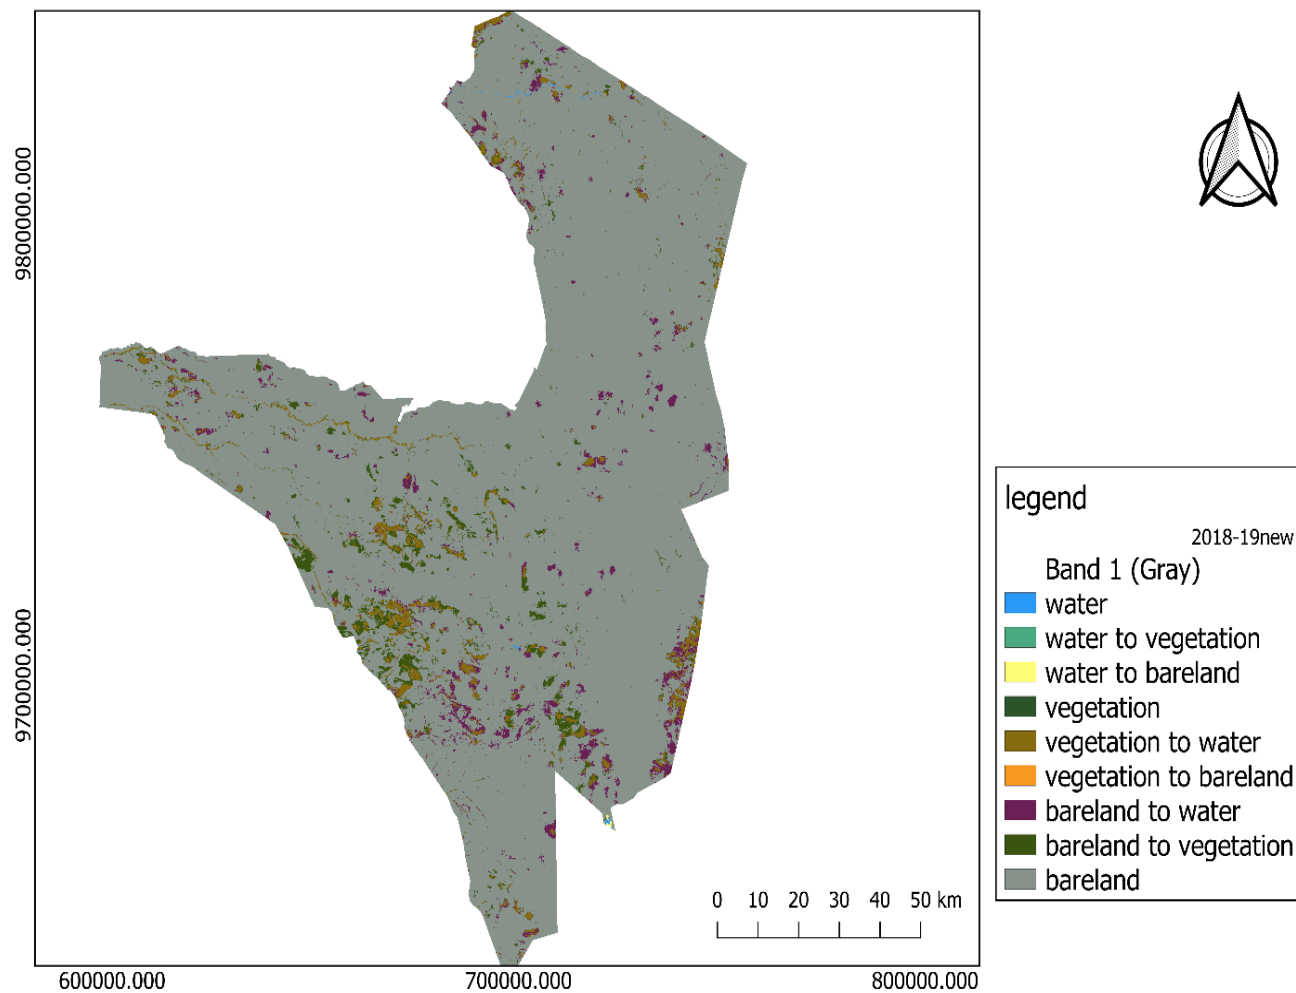 9800000.000
9700000.000
600000.000
700000.000
800000.000
0 10 20 30 40 50 km
legend
2018-19new
Band 1 (Gray)
water
water to vegetation
water to bareland
vegetation
vegetation to water
vegetation to bareland
bareland to water
bareland to vegetation
bareland